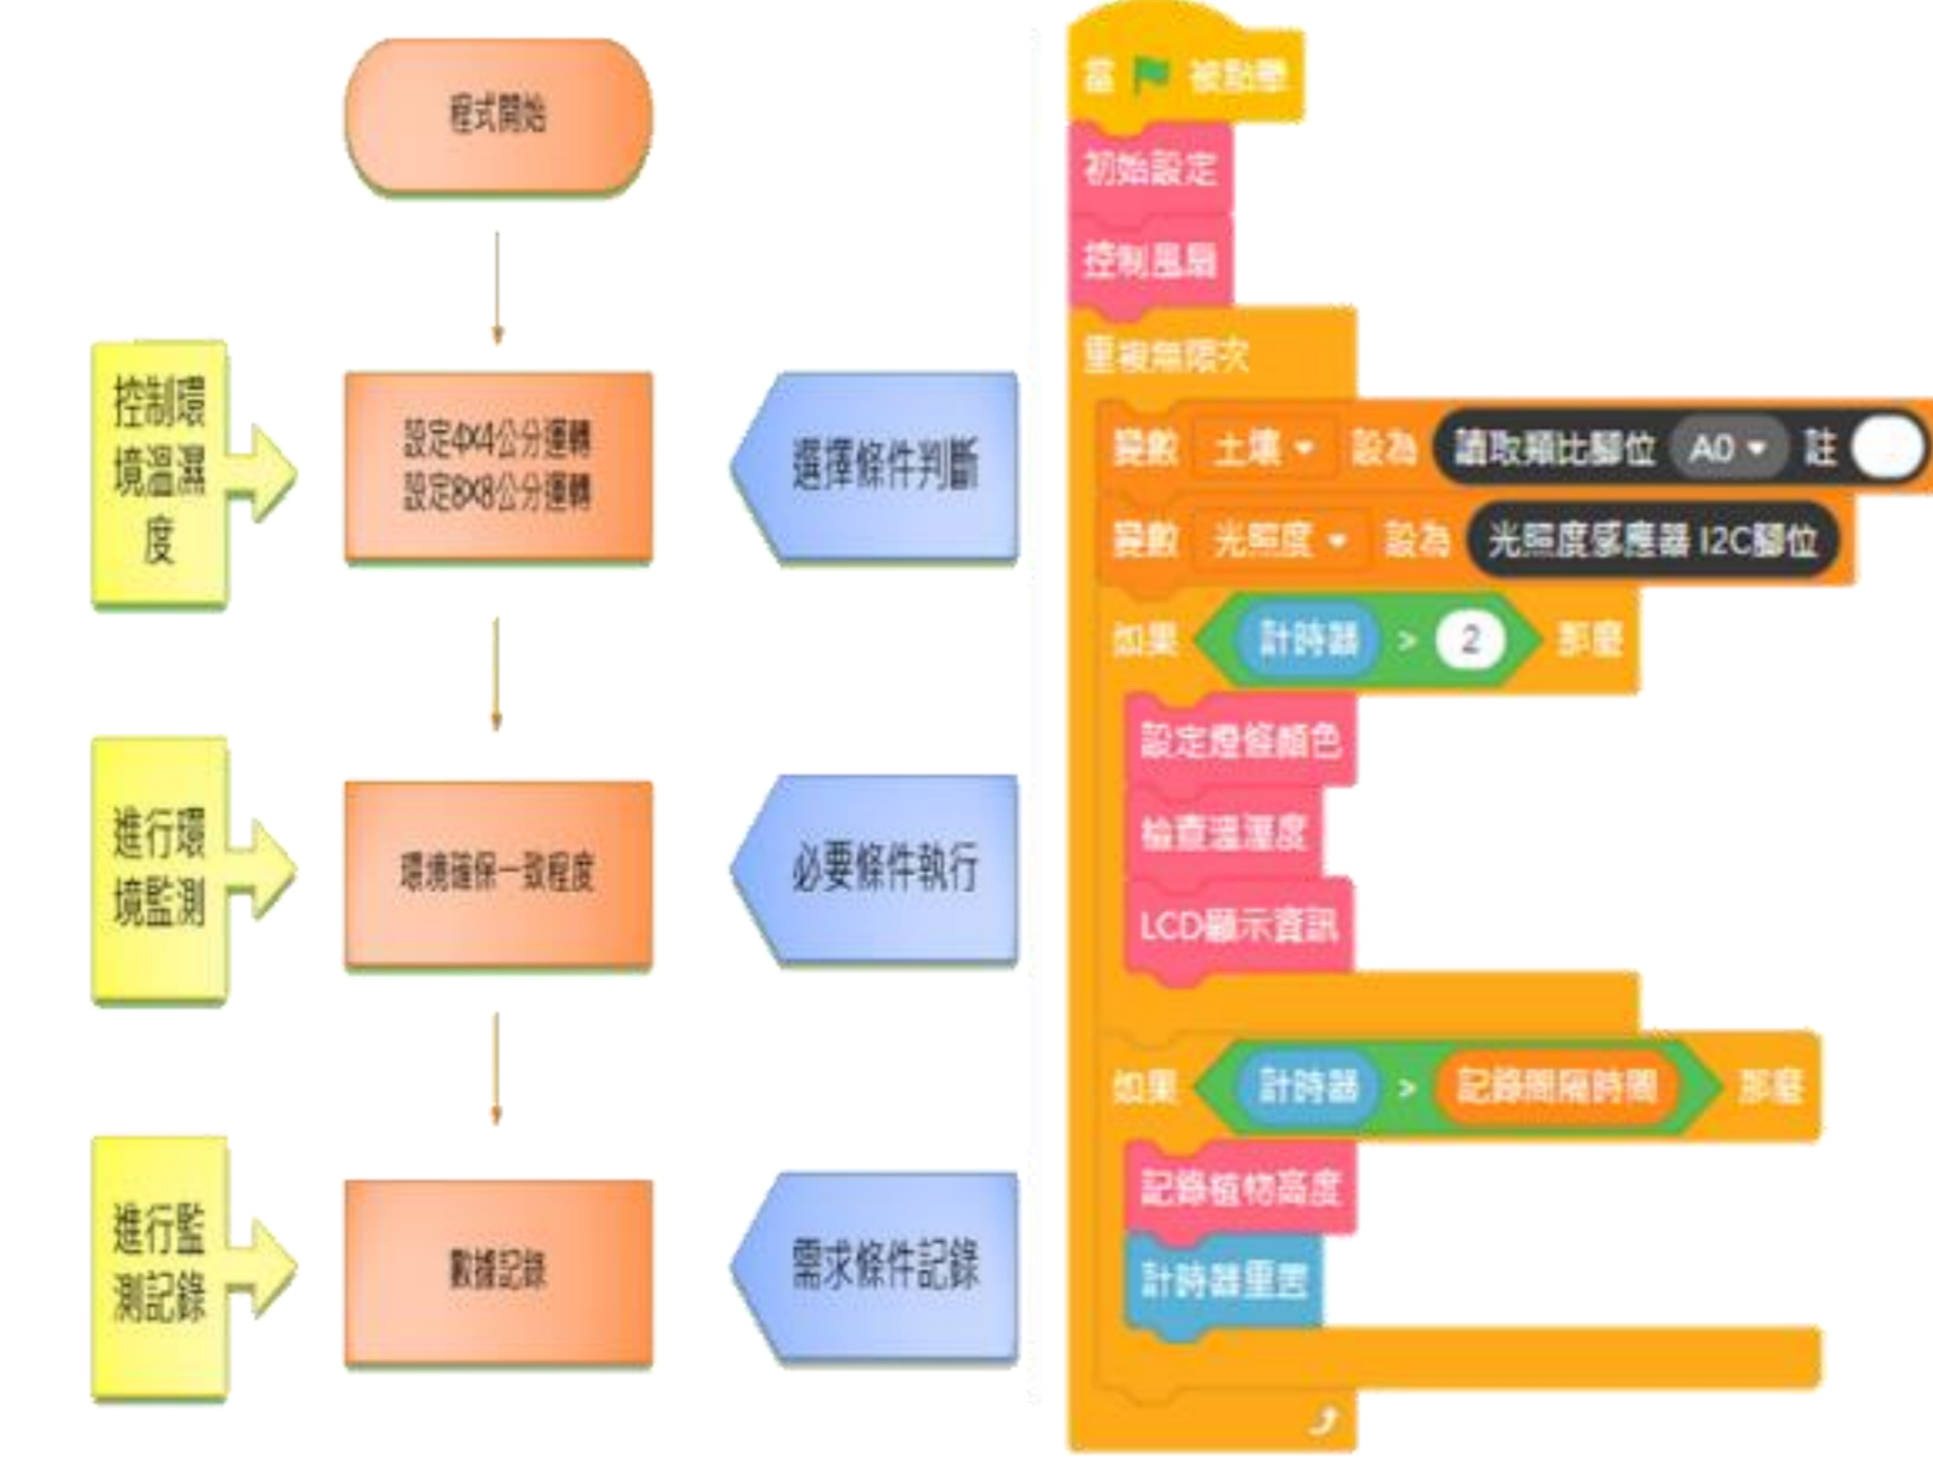 程式開始
控制環
境溫濕
度
設定4X4公分運轉
設定8X8公分運轉
選擇條件判斷
進行環
境監測
環境確保一致程度
必要條件執行
進行監
測記錄
數據記錄
需求條件記錄
當 被點擊
初始設定
控制風扇
重複無限次
變數 土壤 設為 讀取類比腳位 A0 註
變數 光照度 設為 光照度感應器 I2C腳位
如果 計時器 > 2 那麼
設定燈條顏色
檢查溫溼度
LCD顯示資訊
如果 計時器 > 記錄間隔時間 那麼
記錄植物高度
計時器重置